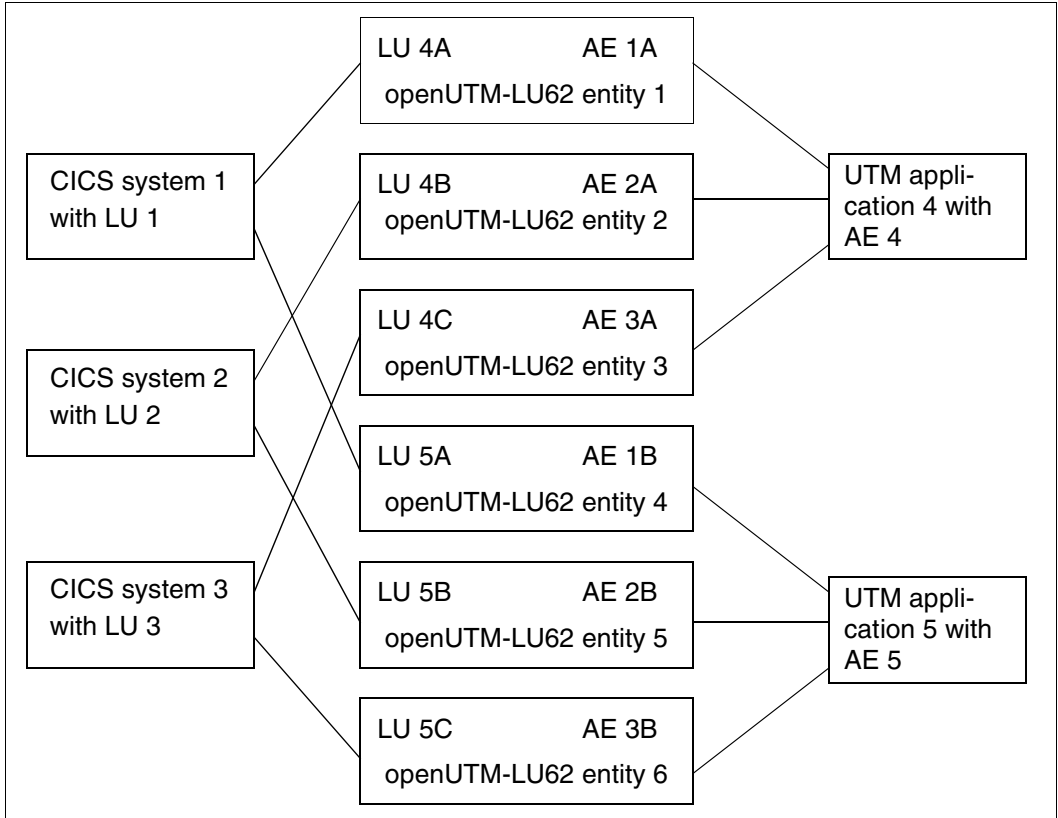 CICS system 1
with LU 1
CICS system 2
with LU 2
CICS system 3
with LU 3
LU 4A AE 1A
openUTM-LU62 entity 1
LU 4B AE 2A
openUTM-LU62 entity 2
LU 4C AE 3A
openUTM-LU62 entity 3
LU 5A AE 1B
openUTM-LU62 entity 4
LU 5B AE 2B
openUTM-LU62 entity 5
LU 5C AE 3B
openUTM-LU62 entity 6
UTM appli-
cation 4 with
AE 4
UTM appli-
cation 5 with
AE 5